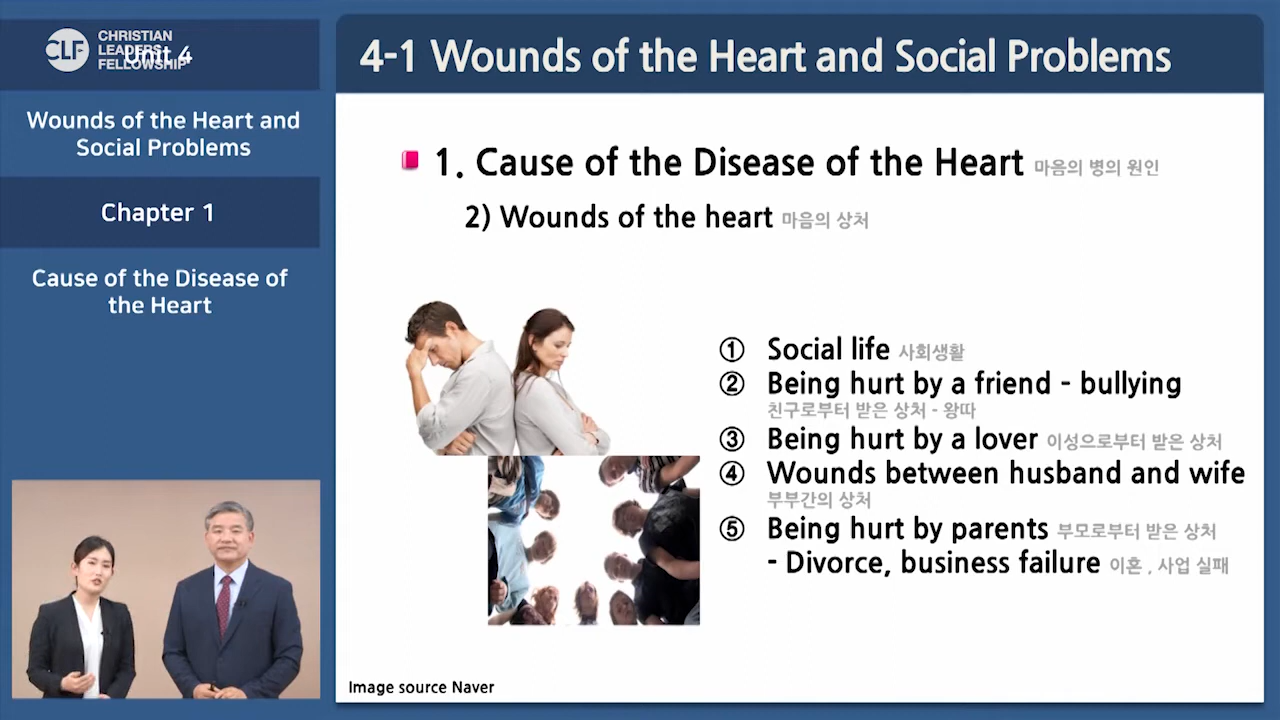 CLF
CHRISTIAN
LEADERS
FELLOWSHIP
Unit 4
Wounds of the Heart and
Social Problems
Chapter 1
Cause of the Disease of
the Heart
4-1 Wounds of the Heart and Social Problems
1. Cause of the Disease of the Heart 마음의 병의 원인
2) Wounds of the heart 마음의 상처
① Social life 사회생활
② Being hurt by a friend - bullying
친구로부터 받은 상처 - 왕따
③ Being hurt by a lover 이성으로부터 받은 상처
④ Wounds between husband and wife
부부간의 상처
⑤ Being hurt by parents 부모로부터 받은 상처
- Divorce, business failure 이혼 , 사업 실패
Image source Naver